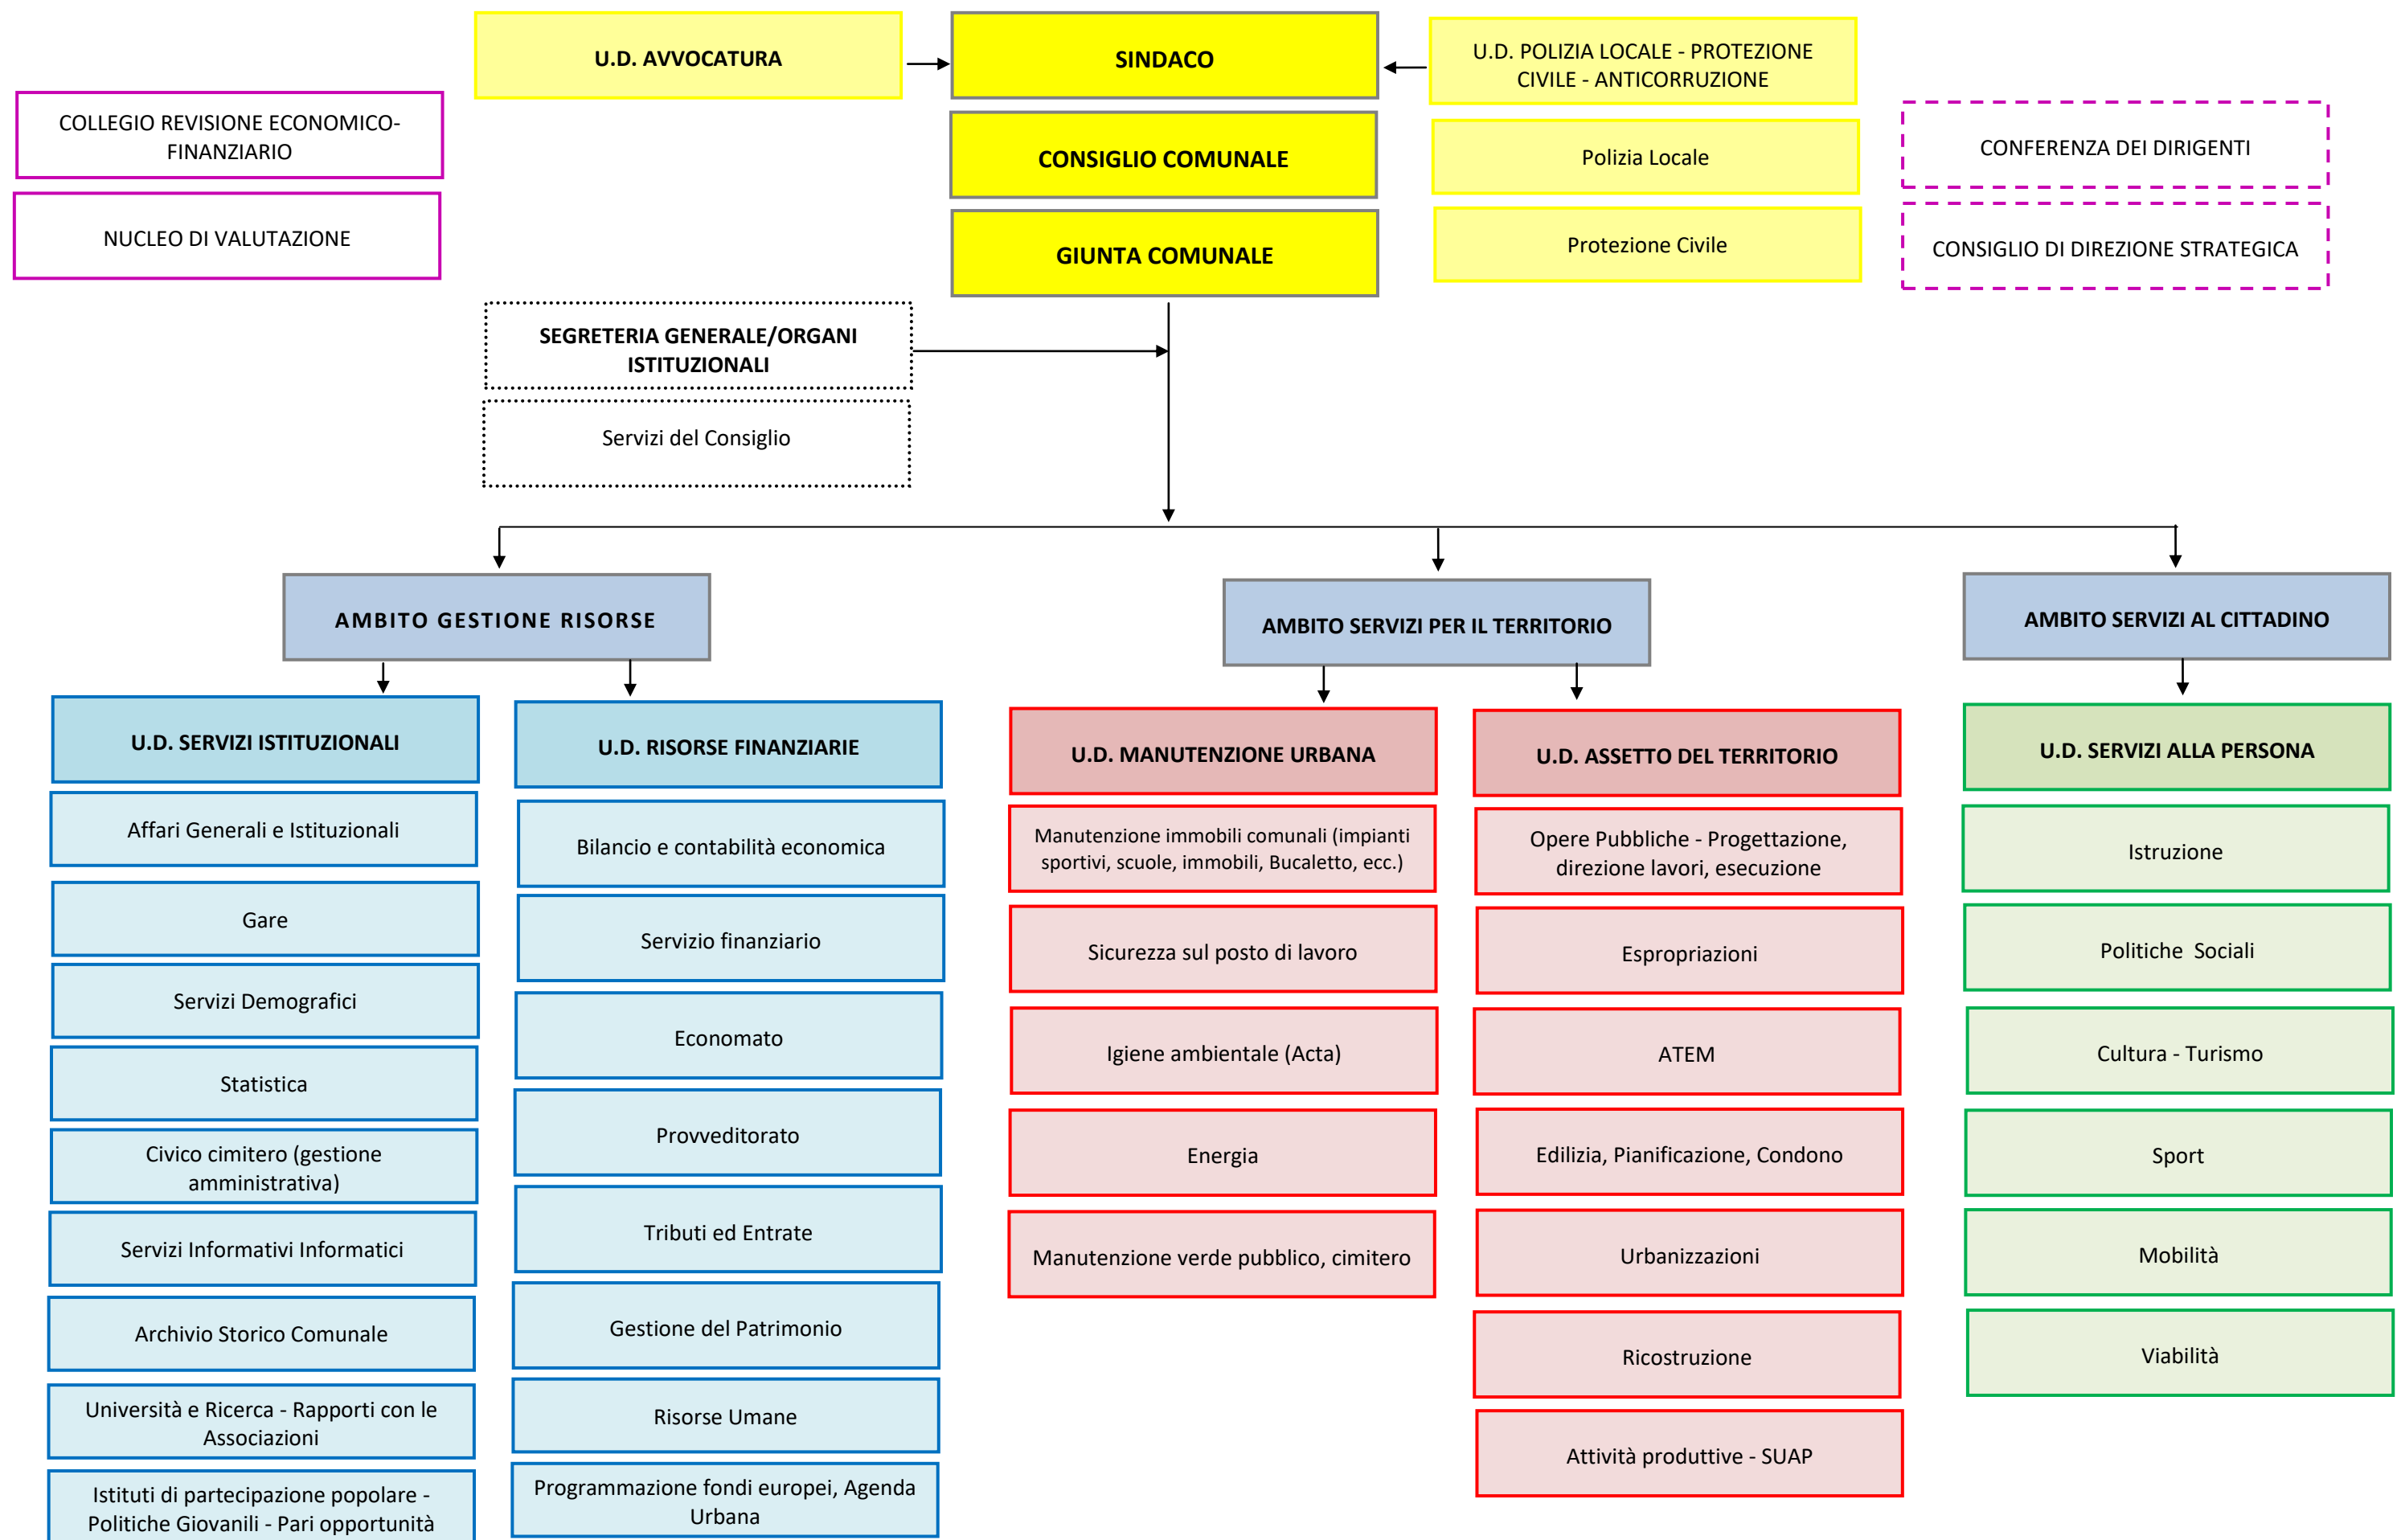 U.D. AVVOCATURA
SINDACO
U.D. POLIZIA LOCALE - PROTEZIONE
CIVILE - ANTICORRUZIONE
COLLEGIO REVISIONE ECONOMICO-
FINANZIARIO
CONSIGLIO COMUNALE
Polizia Locale
CONFERENZA DEI DIRIGENTI
NUCLEO DI VALUTAZIONE
GIUNTA COMUNALE
Protezione Civile
CONSIGLIO DI DIREZIONE STRATEGICA
SEGRETERIA GENERALE/ORGANI
ISTITUZIONALI
Servizi del Consiglio
AMBITO GESTIONE RISORSE
AMBITO SERVIZI PER IL TERRITORIO
AMBITO SERVIZI AL CITTADINO
U.D. SERVIZI ISTITUZIONALI
Affari Generali e Istituzionali
Gare
Servizi Demografici
Statistica
Civico cimitero (gestione
amministrativa)
Servizi Informativi Informatici
Archivio Storico Comunale
Università e Ricerca - Rapporti con le
Associazioni
Istituti di partecipazione popolare -
Politiche Giovanili - Pari opportunità
U.D. RISORSE FINANZIARIE
Bilancio e contabilità economica
Servizio finanziario
Economato
Provveditorato
Tributi ed Entrate
Gestione del Patrimonio
Risorse Umane
Programmazione fondi europei, Agenda
Urbana
U.D. MANUTENZIONE URBANA
Manutenzione immobili comunali (impianti
sportivi, scuole, immobili, Bucaletto, ecc.)
Sicurezza sul posto di lavoro
Igiene ambientale (Acta)
Energia
Manutenzione verde pubblico, cimitero
U.D. ASSETTO DEL TERRITORIO
Opere Pubbliche - Progettazione,
direzione lavori, esecuzione
Espropriazioni
ATEM
Edilizia, Pianificazione, Condono
Urbanizzazioni
Ricostruzione
Attività produttive - SUAP
U.D. SERVIZI ALLA PERSONA
Istruzione
Politiche  Sociali
Cultura - Turismo
Sport
Mobilità
Viabilità